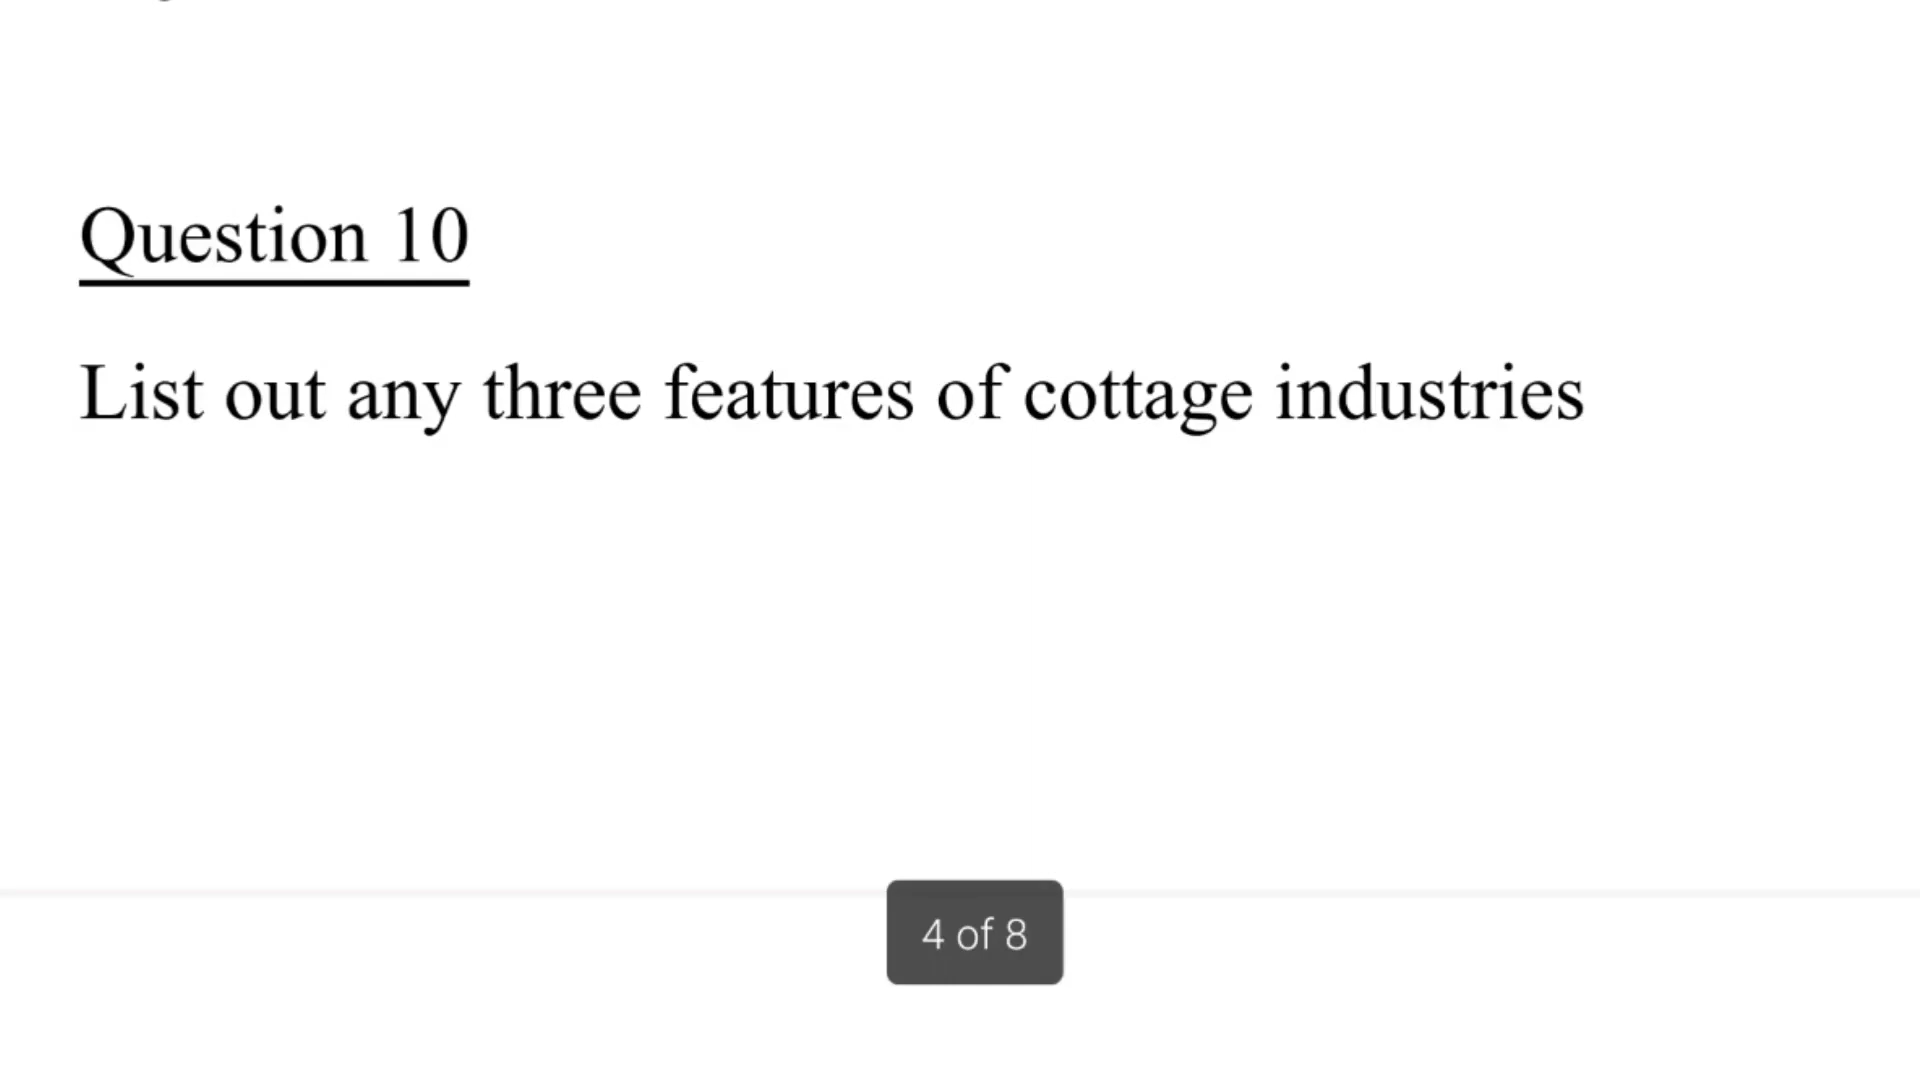 Question 10
List out any three features of cottage industries
4 of 8